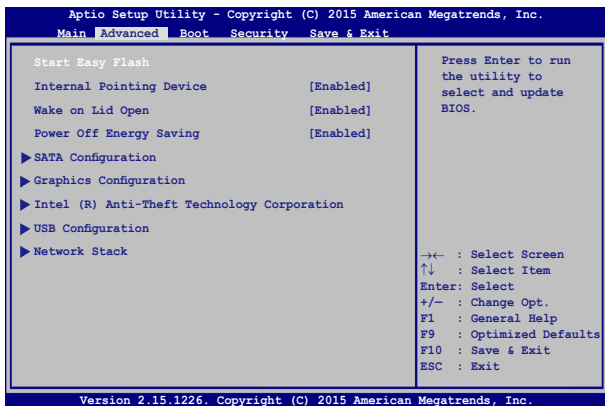 Aptio Setup Utility - Copyright (C) 2015 American Megatrends, Inc.
Main Advanced Boot Security Save & Exit
Start Easy Flash
Internal Pointing Device [Enabled]
Wake on Lid Open [Enabled]
Power Off Energy Saving [Enabled]
SATA Configuration
Graphics Configuration
Intel (R) Anti-Theft Technology Corporation
USB Configuration
Network Stack
Press Enter to run
the utility to
select and update
BIOS.
→← : Select Screen
↑↓ : Select Item
Enter: Select
+/— : Change Opt.
F1 : General Help
F9 : Optimized Defaults
F10 : Save & Exit
ESC : Exit
Version 2.15.1226. Copyright (C) 2015 American Megatrends, Inc.